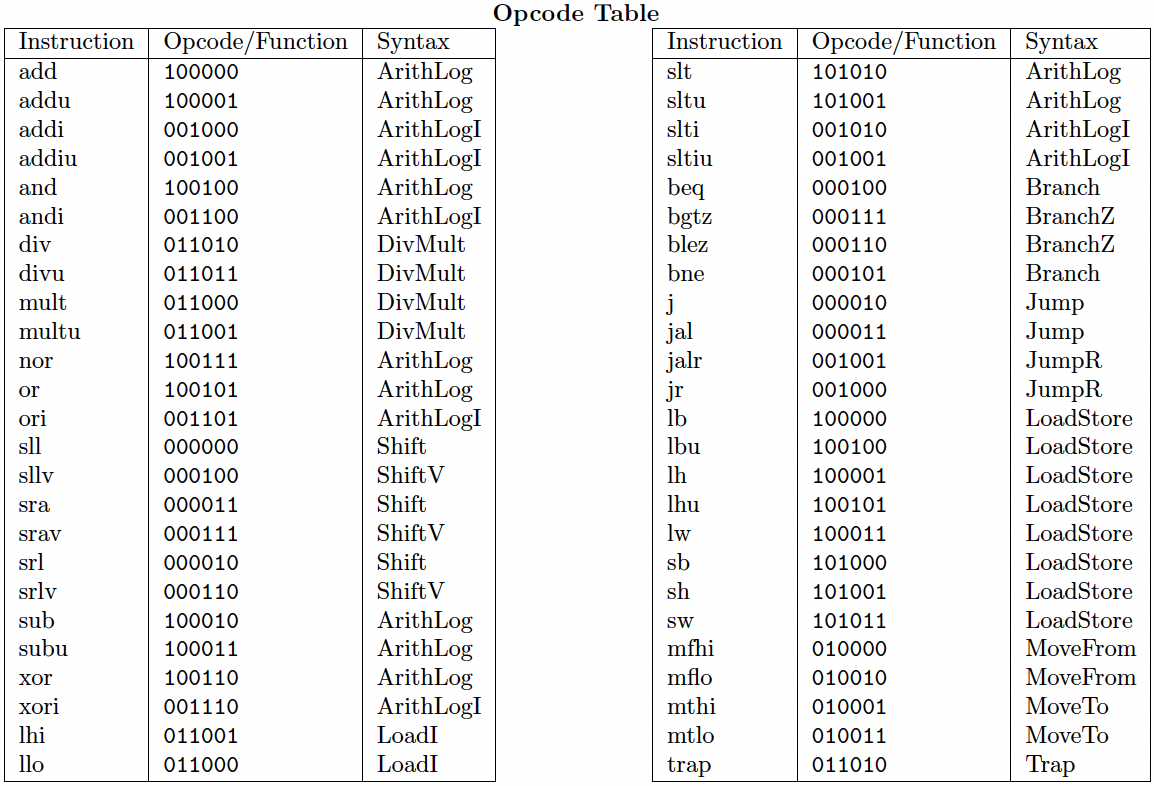 Opcode Table
Instruction Opcode/Function Syntax
add 100000 ArithLog
addu 100001 ArithLog
addi 001000 ArithLogI
addiu 001001 ArithLogI
and 100100 ArithLog
andi 001100 ArithLogI
div 011010 DivMult
divu 011011 DivMult
mult 011000 DivMult
multu 011001 DivMult
nor 100111 ArithLog
or 100101 ArithLog
ori 001101 ArithLogI
sll 000000 Shift
sllv 000100 ShiftV
sra 000011 Shift
srav 000111 ShiftV
srl 000010 Shift
srlv 000110 ShiftV
sub 100010 ArithLog
subu 100011 ArithLog
xor 100110 ArithLog
xori 001110 ArithLogI
lhi 011001 LoadI
llo 011000 LoadI
Instruction Opcode/Function Syntax
slt 101010 ArithLog
sltu 101001 ArithLog
slti 001010 ArithLogI
sltiu 001001 ArithLogI
beq 000100 Branch
bgtz 000111 BranchZ
blez 000110 BranchZ
bne 000101 Branch
j 000010 Jump
jal 000011 Jump
jalr 001001 JumpR
jr 001000 JumpR
lb 100000 LoadStore
lbu 100100 LoadStore
lh 100001 LoadStore
lhu 100101 LoadStore
lw 100011 LoadStore
sb 101000 LoadStore
sh 101001 LoadStore
sw 101011 LoadStore
mfhi 010000 MoveFrom
mflo 010010 MoveFrom
mthi 010001 MoveTo
mtlo 010011 MoveTo
trap 011010 Trap